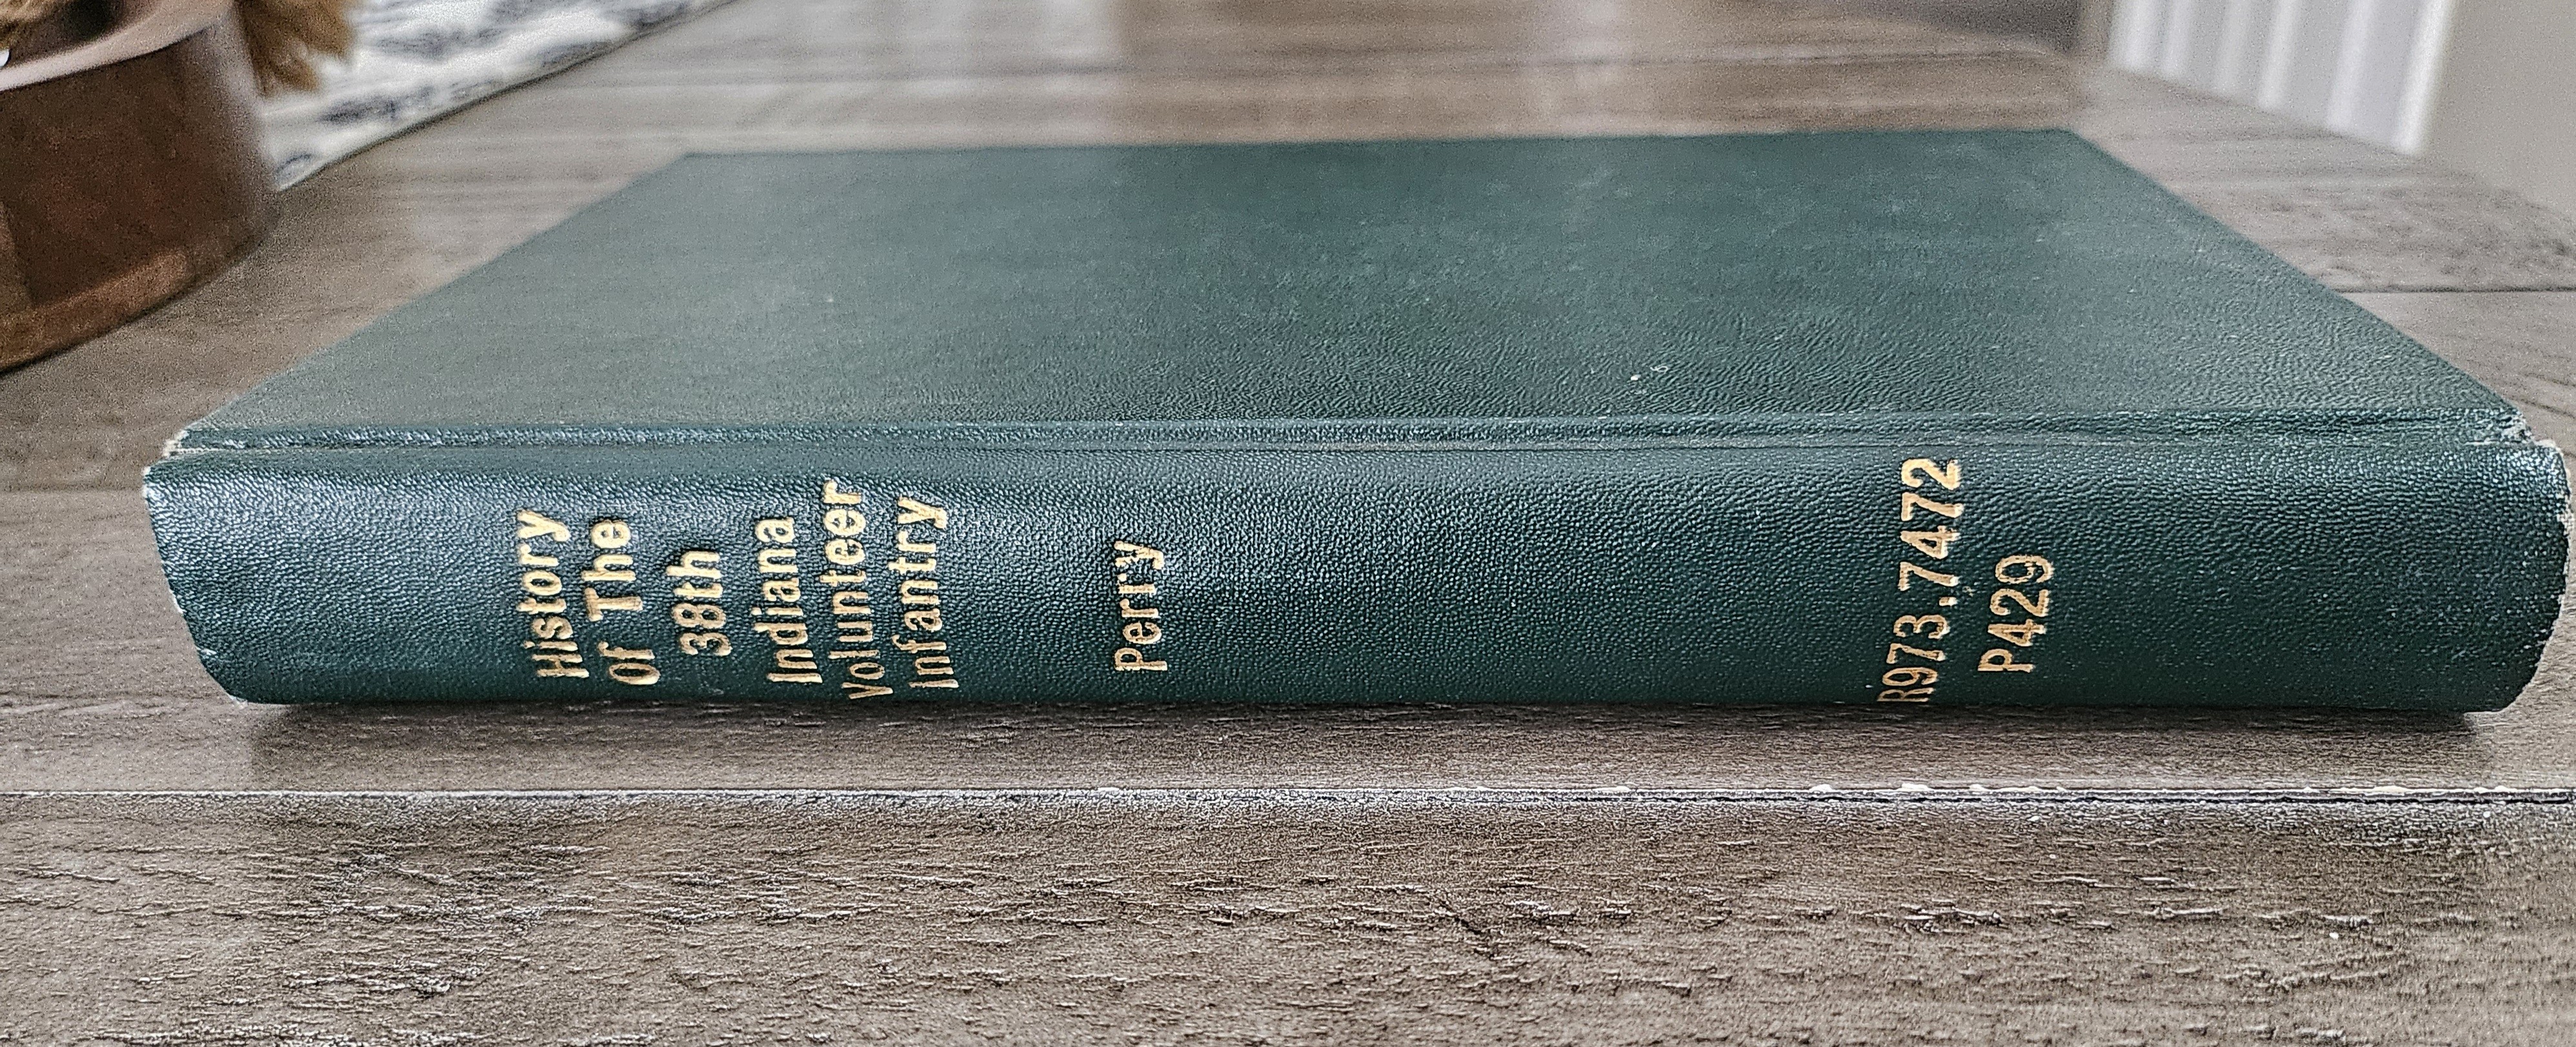 History
Of The
38th
Indiana
Volunteer
Infantry
Perry
R973.7472
P429